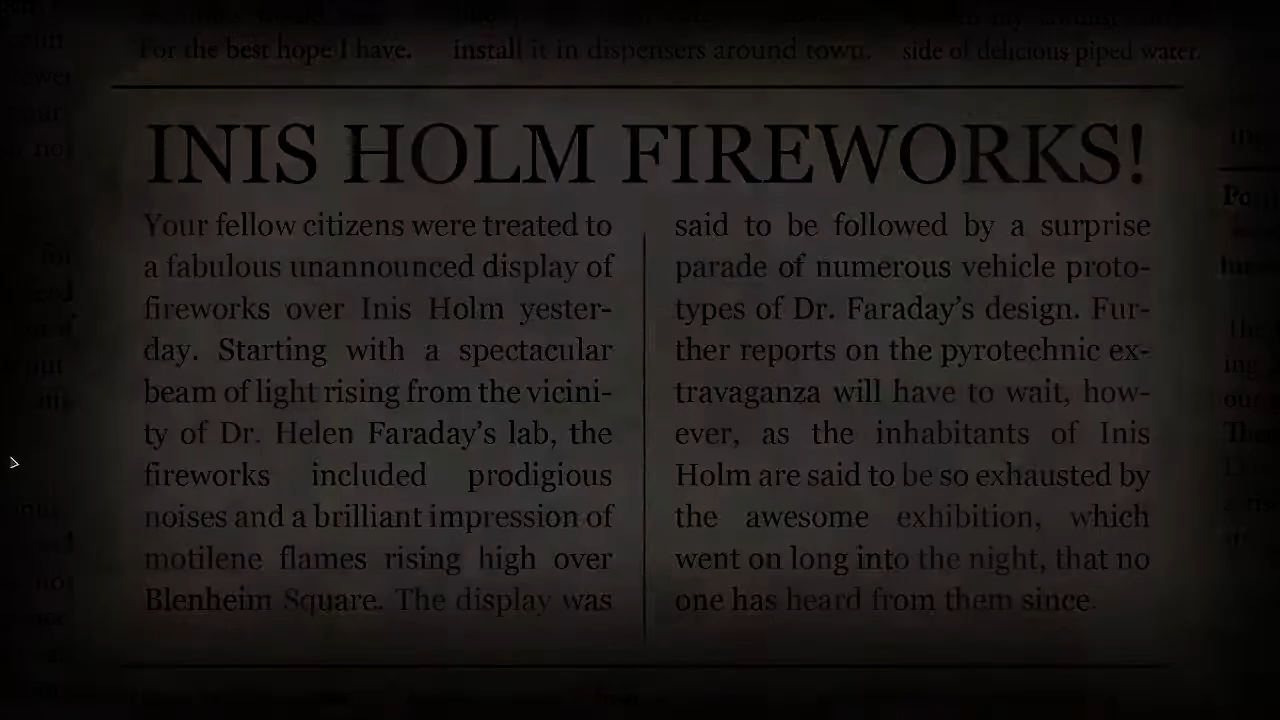 For the best hope I have.
install it in dispensers around town.
side of delicious piped water.
INIS HOLM FIREWORKS!
Your fellow citizens were treated to
a fabulous unannounced display of
fireworks over Inis Holm yester-
day. Starting with a spectacular
beam of light rising from the vicini-
ty of Dr. Helen Faraday's lab, the
fireworks included prodigious
noises and a brilliant impression of
motilene flames rising high over
Blenheim Square. The display was
said to be followed by a surprise
parade of numerous vehicle proto-
types of Dr. Faraday's design. Fur-
ther reports on the pyrotechnic ex-
travaganza will have to wait, how-
ever, as the inhabitants of Inis
Holm are said to be so exhausted by
the awesome exhibition, which
went on long into the night, that no
one has heard from them since.